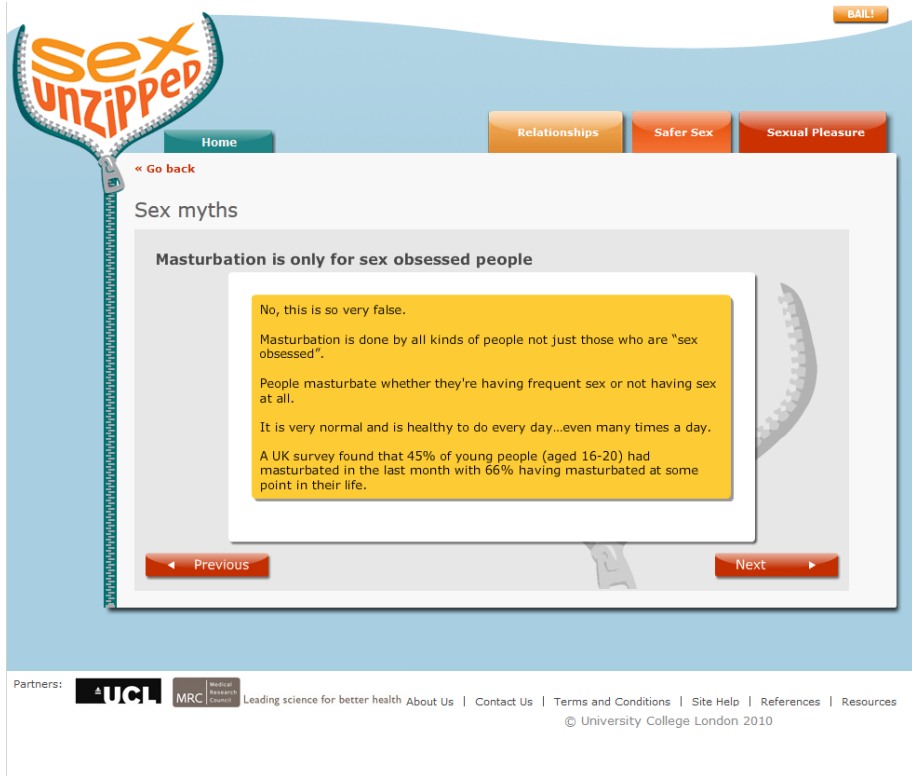 BAIL!
sex
unzipped
Home
Relationships
Safer Sex
Sexual Pleasure
« Go back
Sex myths
Masturbation is only for sex obsessed people
No, this is so very false.
Masturbation is done by all kinds of people not just those who are “sex
obsessed”.
People masturbate whether they're having frequent sex or not having sex
at all.
It is very normal and is healthy to do every day...even many times a day.
A UK survey found that 45% of young people (aged 16-20) had
masturbated in the last month with 66% having masturbated at some
point in their life.
Previous
Next
Partners:
UCL
MRC
Medical
Research
Council
Leading science for better health
About Us | Contact Us | Terms and Conditions | Site Help | References | Resources
© University College London 2010